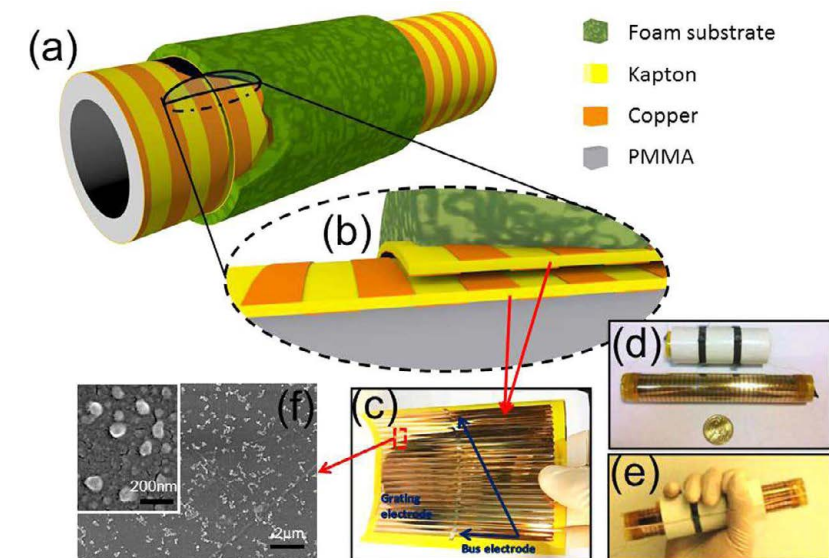 (a)
Foam substrate
Kapton
Copper
PMMA
(b)
(d)
(f)
200nm
2μm
(c)
Grating
electrode
Bus electrode
(e)